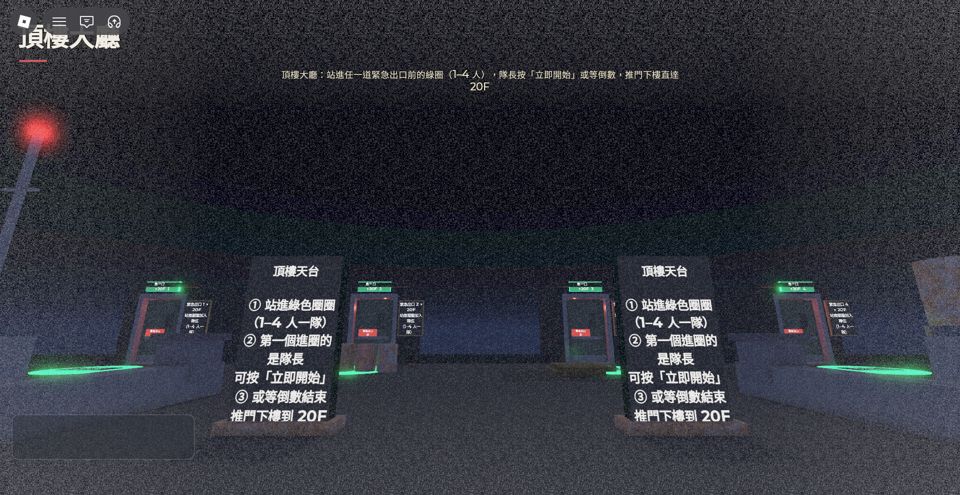 頂樓大廳
頂樓大廳：站進任一道緊急出口前的綠圈（1–4 人），隊長按「立即開始」或等倒數，推門下樓直達
20F
頂樓天台
① 站進綠色圈圈
（1–4 人一隊）
② 第一個進圈的
是隊長
可按「立即開始」
③ 或等倒數結束
推門下樓到 20F
頂樓天台
① 站進綠色圈圈
（1–4 人一隊）
② 第一個進圈的
是隊長
可按「立即開始」
③ 或等倒數結束
推門下樓到 20F